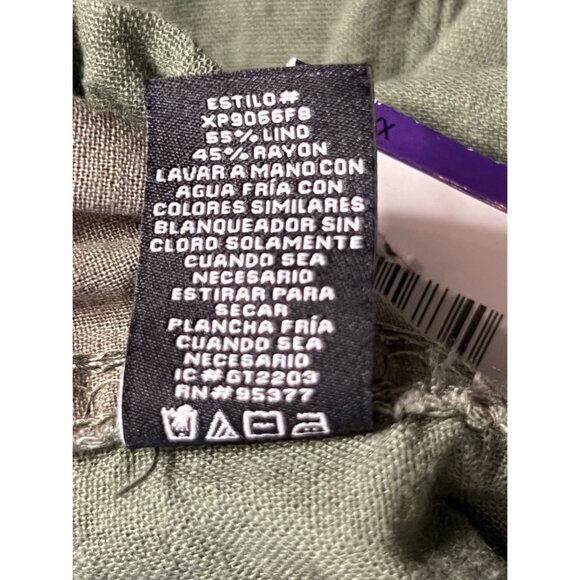 ESTILO#
XP9066F8
55% LINO
45% RAYON
LAVAR A MANO CON
AGUA FRÍA CON
COLORES SIMILARES
BLANQUEADOR SIN
CLORO SOLAMENTE
CUANDO SEA
NECESARIO
ESTIRAR PARA
SECAR
PLANCHA FRÍA
CUANDO SEA
NECESARIO
IC# GT2203
RN# 95377